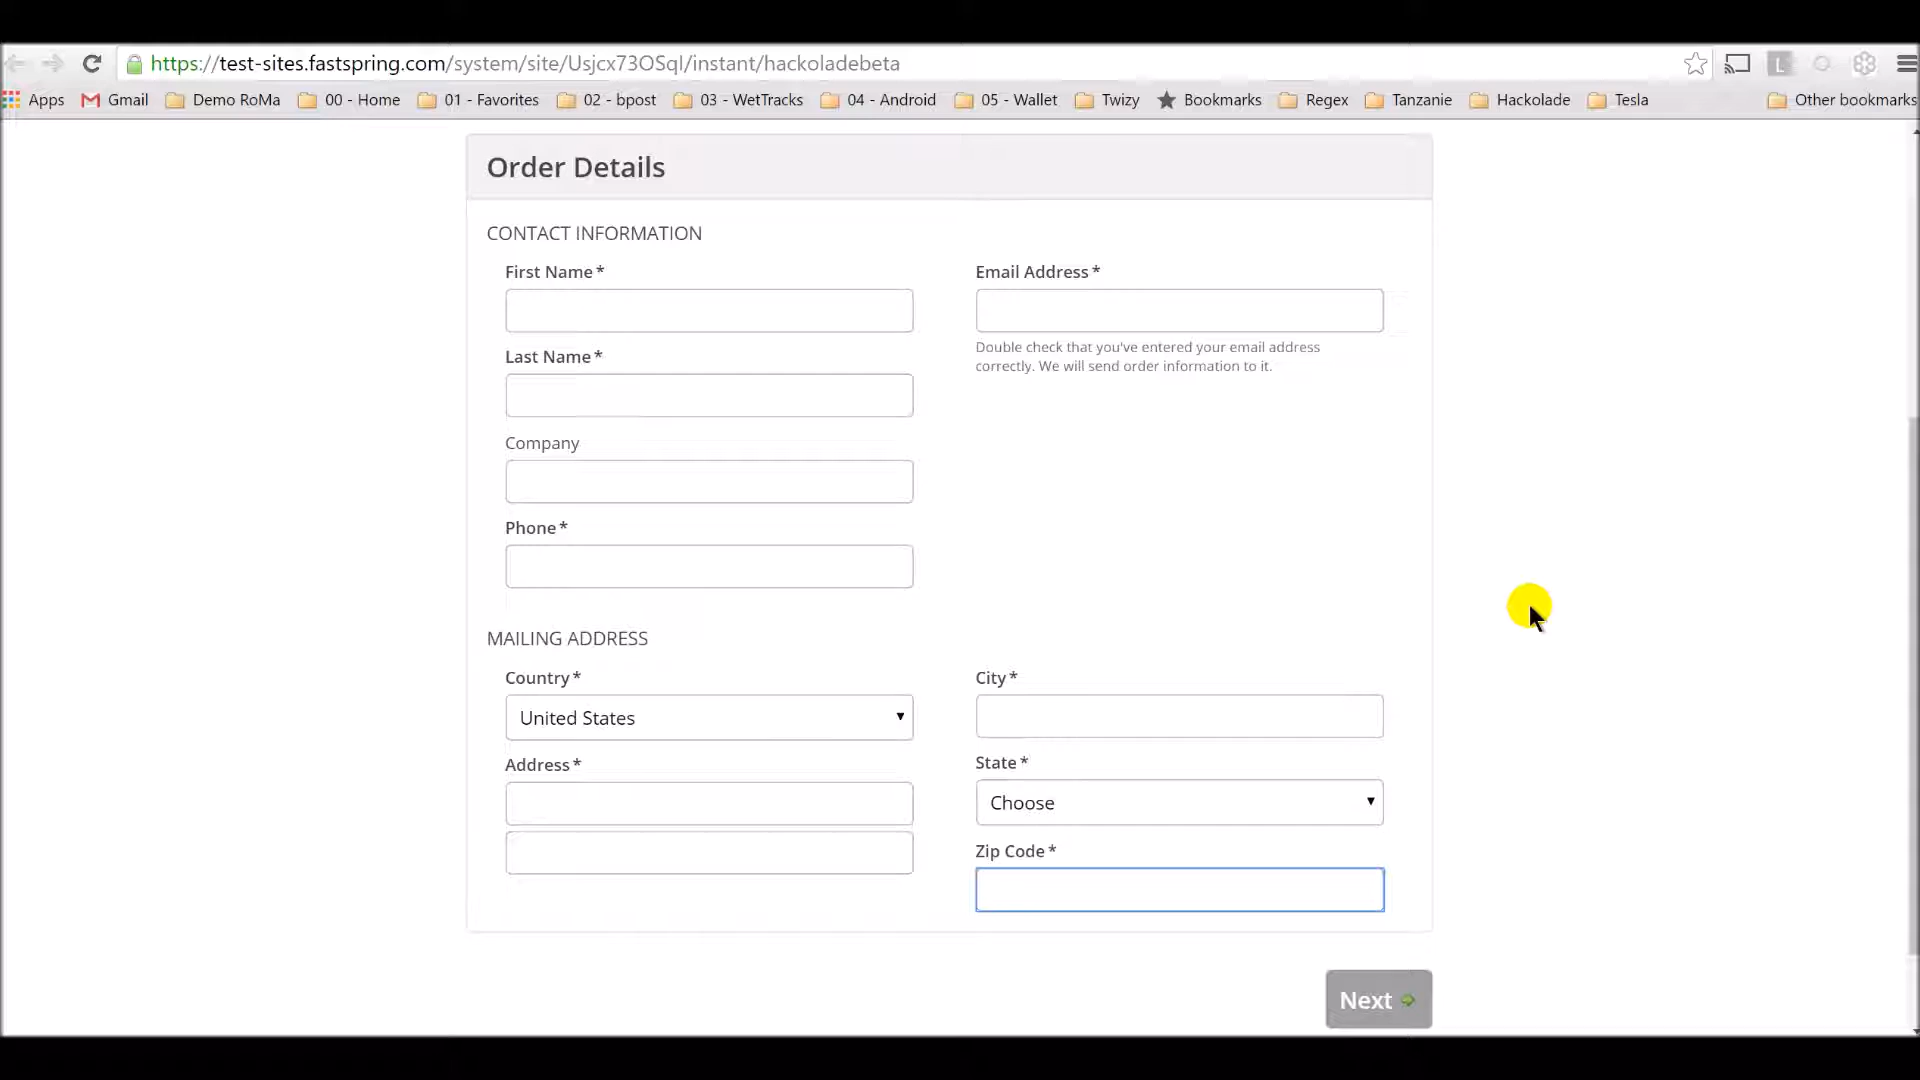 https://test-sites.fastspring.com/system/site/Usjcx73OSql/instant/hackoladebeta
L
Apps Gmail Demo RoMa 00 - Home 01 - Favorites 02 - bpost 03 - WetTracks 04 - Android 05 - Wallet Twizy Bookmarks Regex Tanzanie Hackolade Tesla Other bookmarks
Order Details
CONTACT INFORMATION
First Name*
Email Address*
Double check that you've entered your email address
correctly. We will send order information to it.
Last Name*
Company
Phone*
MAILING ADDRESS
Country*
United States
City*
Address*
State*
Choose
Zip Code*
Next